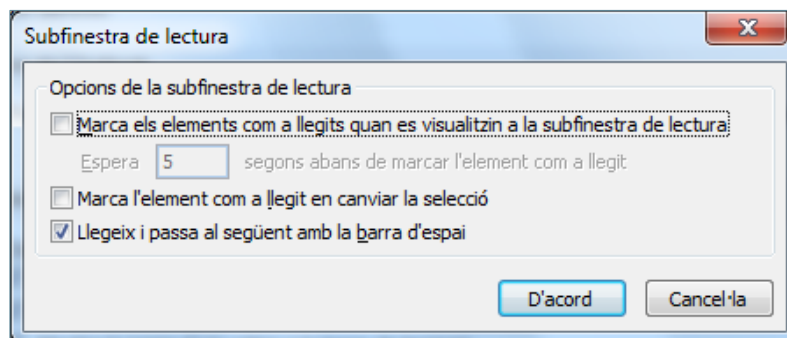 Subfinestra de lectura
Opcions de la subfinestra de lectura
Marca els elements com a llegits quan es visualitzin a la subfinestra de lectura
Espera 5 segons abans de marcar l'element com a llegit
Marca l'element com a llegit en canviar la selecció
Llegeix i passa al següent amb la barra d'espai
D'acord Cancel·la